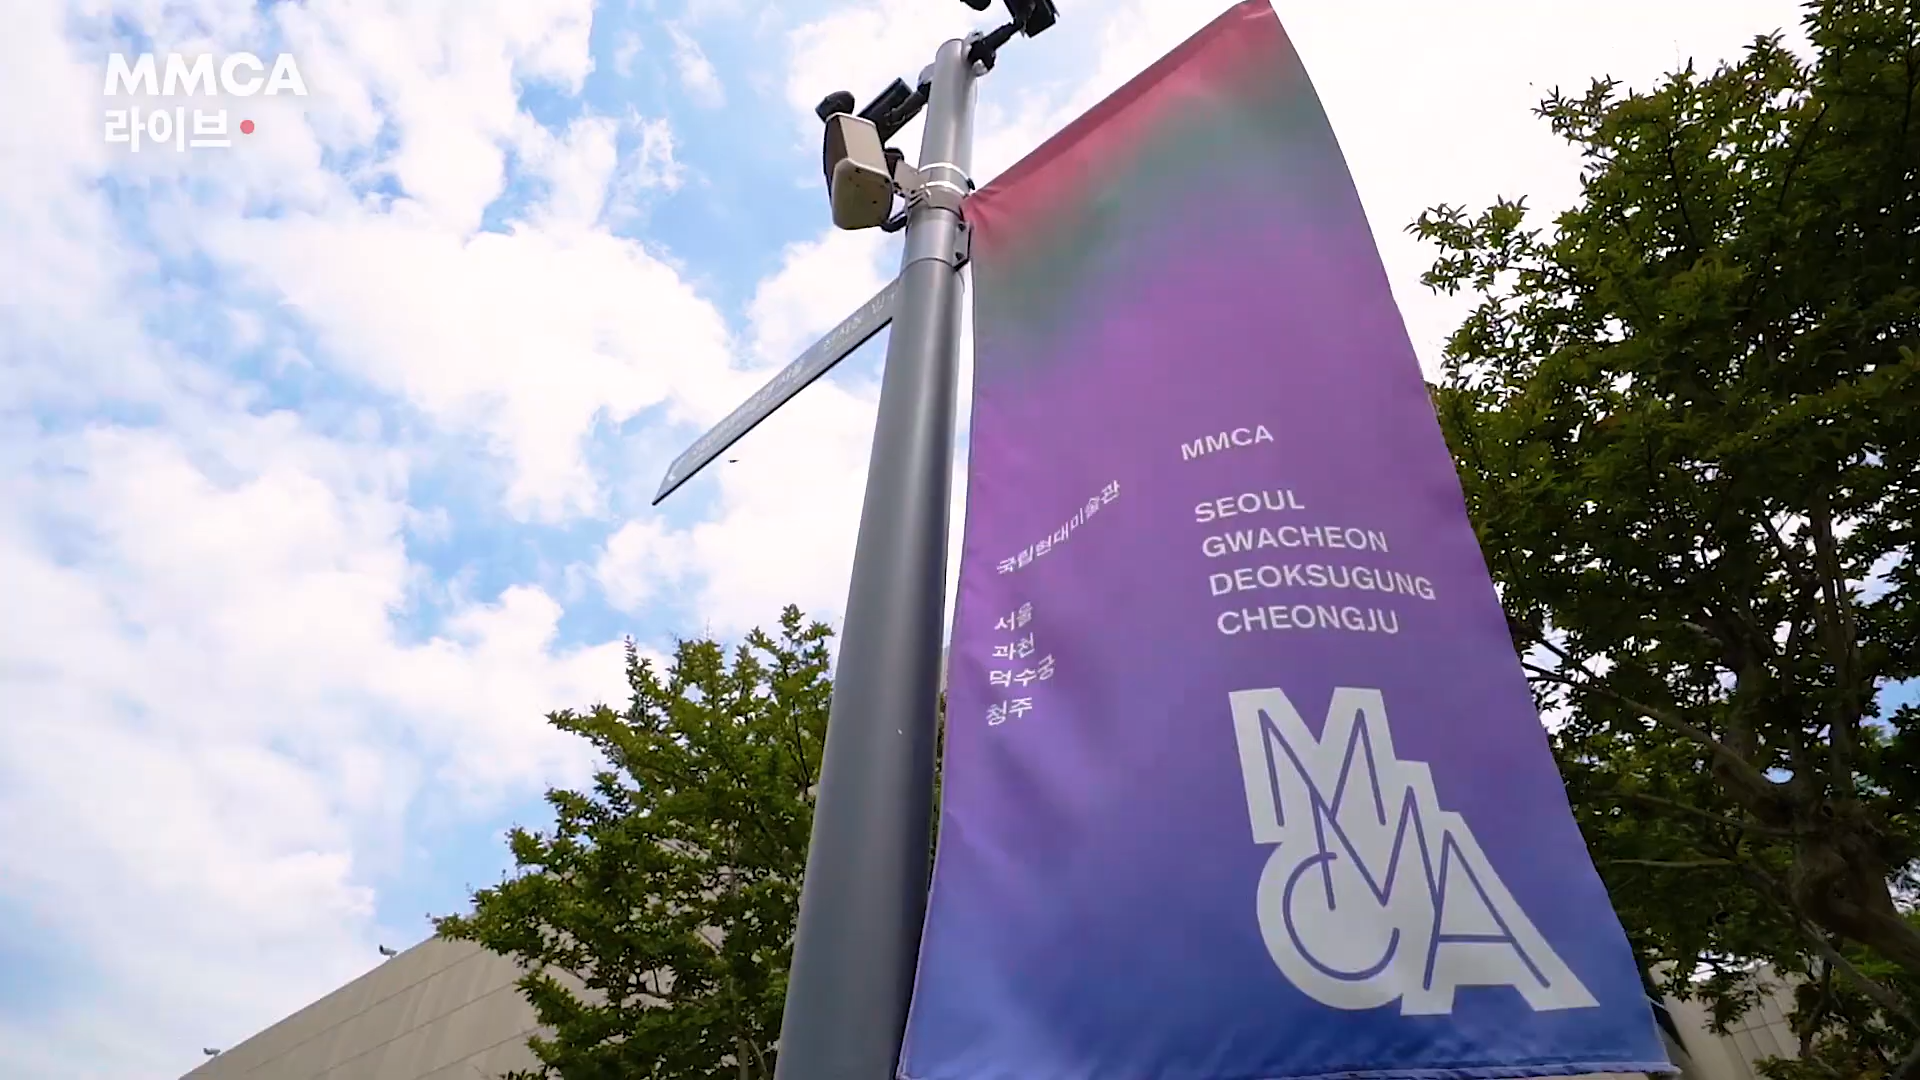 MMCA
라이브
MMCA
국립현대미술관
SEOUL
GWACHEON
DEOKSUGUNG
CHEONGJU
서울
과천
덕수궁
청주
MMCA